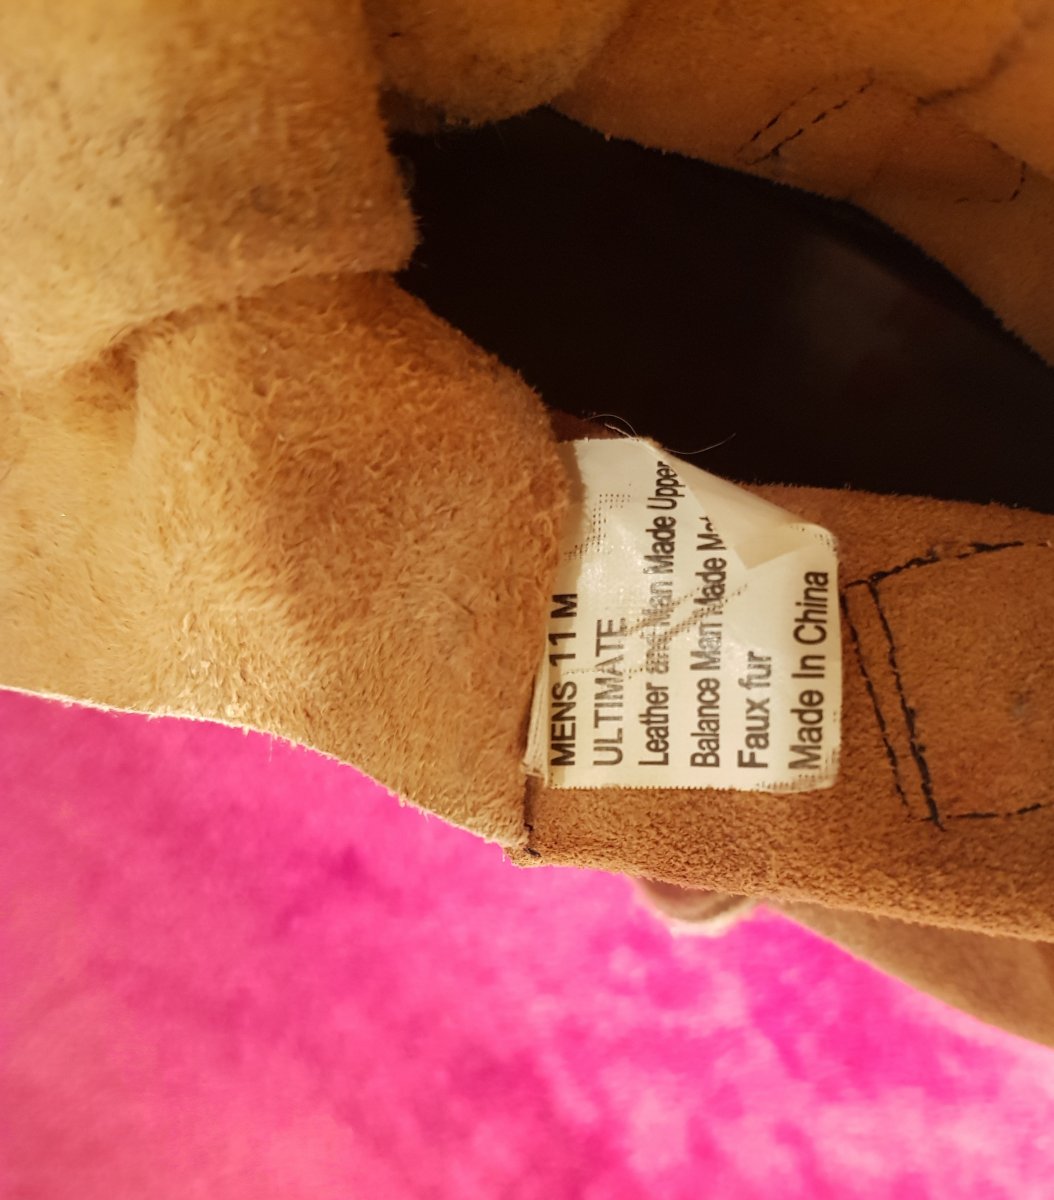 MENS 11 M
ULTIMATE
Leather and Man Made Upper
Balance Man Made
Faux fur
Made In China